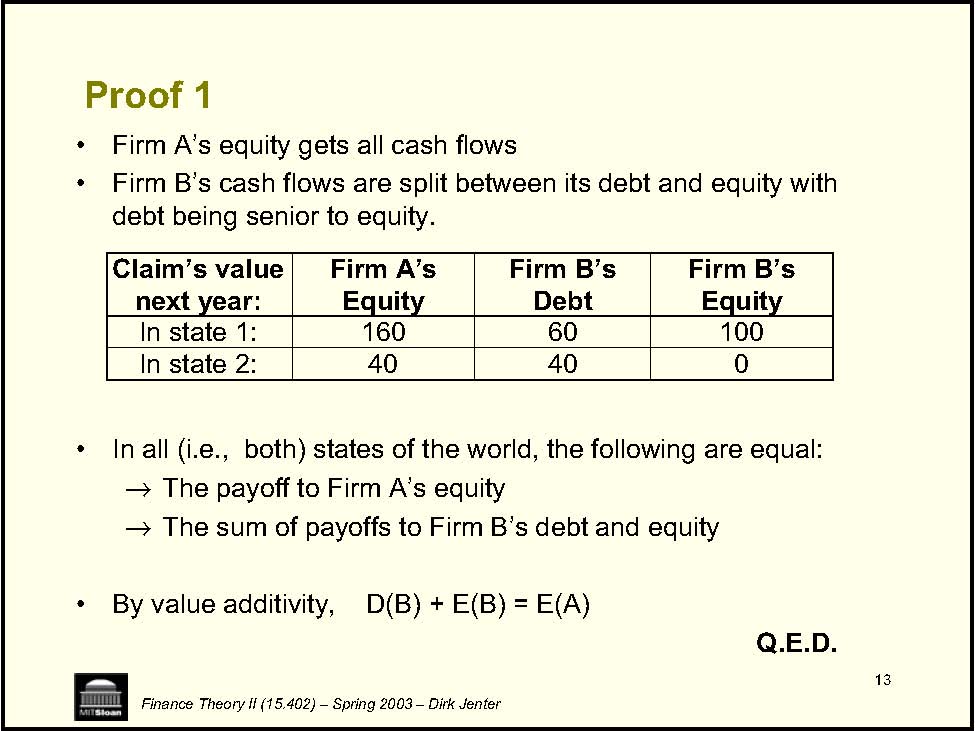 Proof 1
• Firm A’s equity gets all cash flows
• Firm B’s cash flows are split between its debt and equity with
debt being senior to equity.
Claim’s value next year: Firm A’s Equity Firm B’s Debt Firm B’s Equity
In state 1: 160 60 100
In state 2: 40 40 0
• In all (i.e., both) states of the world, the following are equal:
→ The payoff to Firm A’s equity
→ The sum of payoffs to Firm B’s debt and equity
• By value additivity, D(B) + E(B) = E(A)
Q.E.D.
13
MITSloan
Finance Theory II (15.402) – Spring 2003 – Dirk Jenter